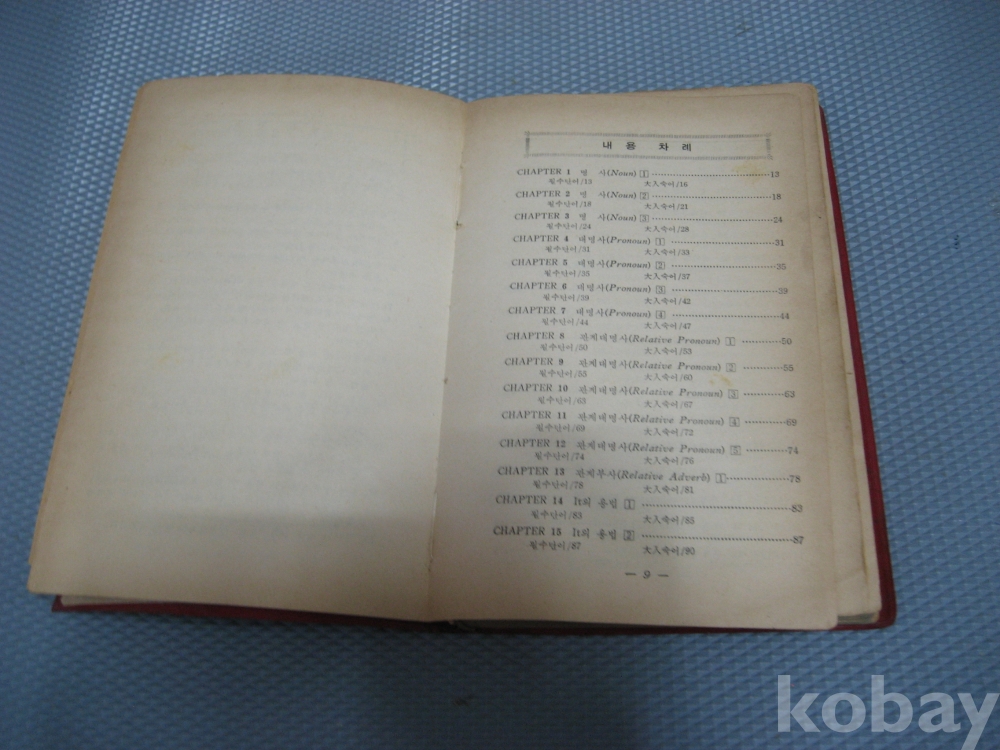 내 용 차 례
CHAPTER 1 명 사(Noun) 1 13
필수단어/13 大入숙어/16
CHAPTER 2 명 사(Noun) 2 18
필수단어/18 大入숙어/21
CHAPTER 3 명 사(Noun) 3 24
필수단어/24 大入숙어/28
CHAPTER 4 대명사(Pronoun) 1 31
필수단어/31 大入숙어/33
CHAPTER 5 대명사(Pronoun) 2 35
필수단어/35 大入숙어/37
CHAPTER 6 대명사(Pronoun) 3 39
필수단어/39 大入숙어/42
CHAPTER 7 대명사(Pronoun) 4 44
필수단어/44 大入숙어/47
CHAPTER 8 관계대명사(Relative Pronoun) 1 50
필수단어/50 大入숙어/53
CHAPTER 9 관계대명사(Relative Pronoun) 2 55
필수단어/55 大入숙어/60
CHAPTER 10 관계대명사(Relative Pronoun) 3 63
필수단어/63 大入숙어/67
CHAPTER 11 관계대명사(Relative Pronoun) 4 69
필수단어/69 大入숙어/72
CHAPTER 12 관계대명사(Relative Pronoun) 5 74
필수단어/74 大入숙어/76
CHAPTER 13 관계부사(Relative Adverb) 1 78
필수단어/78 大入숙어/81
CHAPTER 14 It의 용법 1 83
필수단어/83 大入숙어/85
CHAPTER 15 It의 용법 2 87
필수단어/87 大入숙어/90
— 9 —
kobay